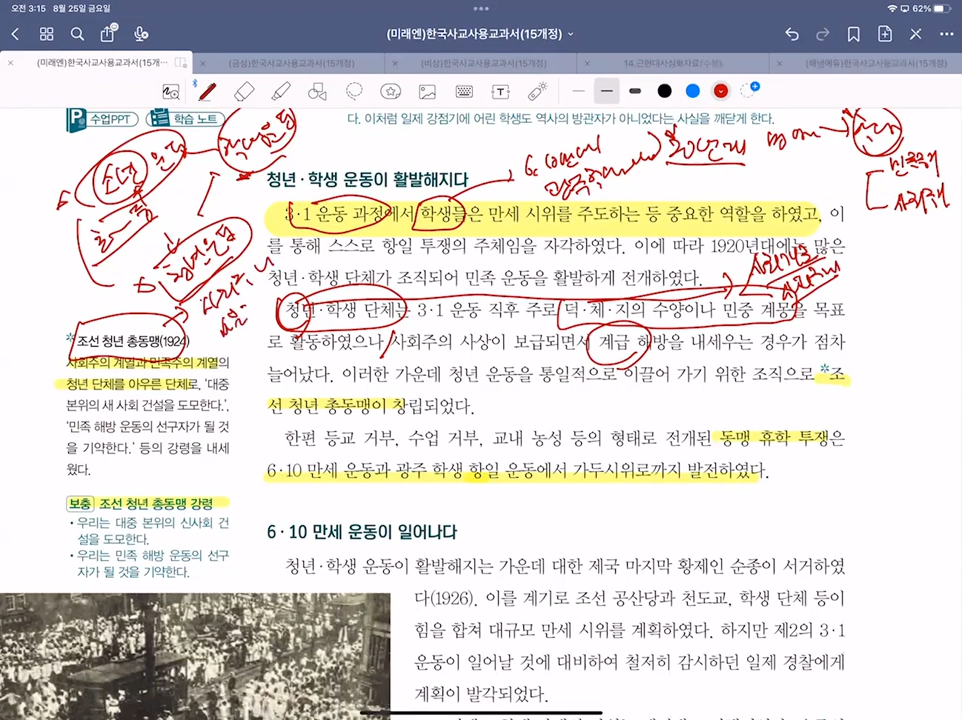 오전 3:15 8월 25일 금요일
62%
(미래엔)한국사교사용교과서(15개정)
(미래엔)한국사교사용교과서(15개···
(금성)한국사교사용교과서(15개정)
(비상)한국사교사용교과서(15개정)
14.근현대사심화자료(수정)
(해냄에듀)한국사교사용교과서(15개정)
수업PPT 학습 노트
다. 이처럼 일제 강점기에 어린 학생도 역사의 방관자가 아니었다는 사실을 깨닫게 한다.
소년 운동
청년운동
청년·학생 운동이 활발해지다
3·1 운동 과정에서 학생들은 만세 시위를 주도하는 등 중요한 역할을 하였고, 이
를 통해 스스로 항일 투쟁의 주체임을 자각하였다. 이에 따라 1920년대에는 많은
청년·학생 단체가 조직되어 민족 운동을 활발하게 전개하였다.
청년·학생 단체는 3·1 운동 직후 주로 덕·체·지의 수양이나 민중 계몽을 목표
로 활동하였으나 사회주의 사상이 보급되면서 계급 해방을 내세우는 경우가 점차
늘어났다. 이러한 가운데 청년 운동을 통일적으로 이끌어 가기 위한 조직으로 *조
선 청년 총동맹이 창립되었다.
한편 등교 거부, 수업 거부, 교내 농성 등의 형태로 전개된 동맹 휴학 투쟁은
6·10 만세 운동과 광주 학생 항일 운동에서 가두시위로까지 발전하였다.
*조선 청년 총동맹(1924)
사회주의 계열과 민족주의 계열의
청년 단체를 아우른 단체로, ‘대중
본위의 새 사회 건설을 도모한다.’,
‘민족 해방 운동의 선구자가 될 것
을 기약한다.’ 등의 강령을 내세
웠다.
보충 조선 청년 총동맹 강령
• 우리는 대중 본위의 신사회 건
설을 도모한다.
• 우리는 민족 해방 운동의 선구
자가 될 것을 기약한다.
6·10 만세 운동이 일어나다
청년·학생 운동이 활발해지는 가운데 대한 제국 마지막 황제인 순종이 서거하였
다(1926). 이를 계기로 조선 공산당과 천도교, 학생 단체 등이
힘을 합쳐 대규모 만세 시위를 계획하였다. 하지만 제2의 3·1
운동이 일어날 것에 대비하여 철저히 감시하던 일제 경찰에게
계획이 발각되었다.